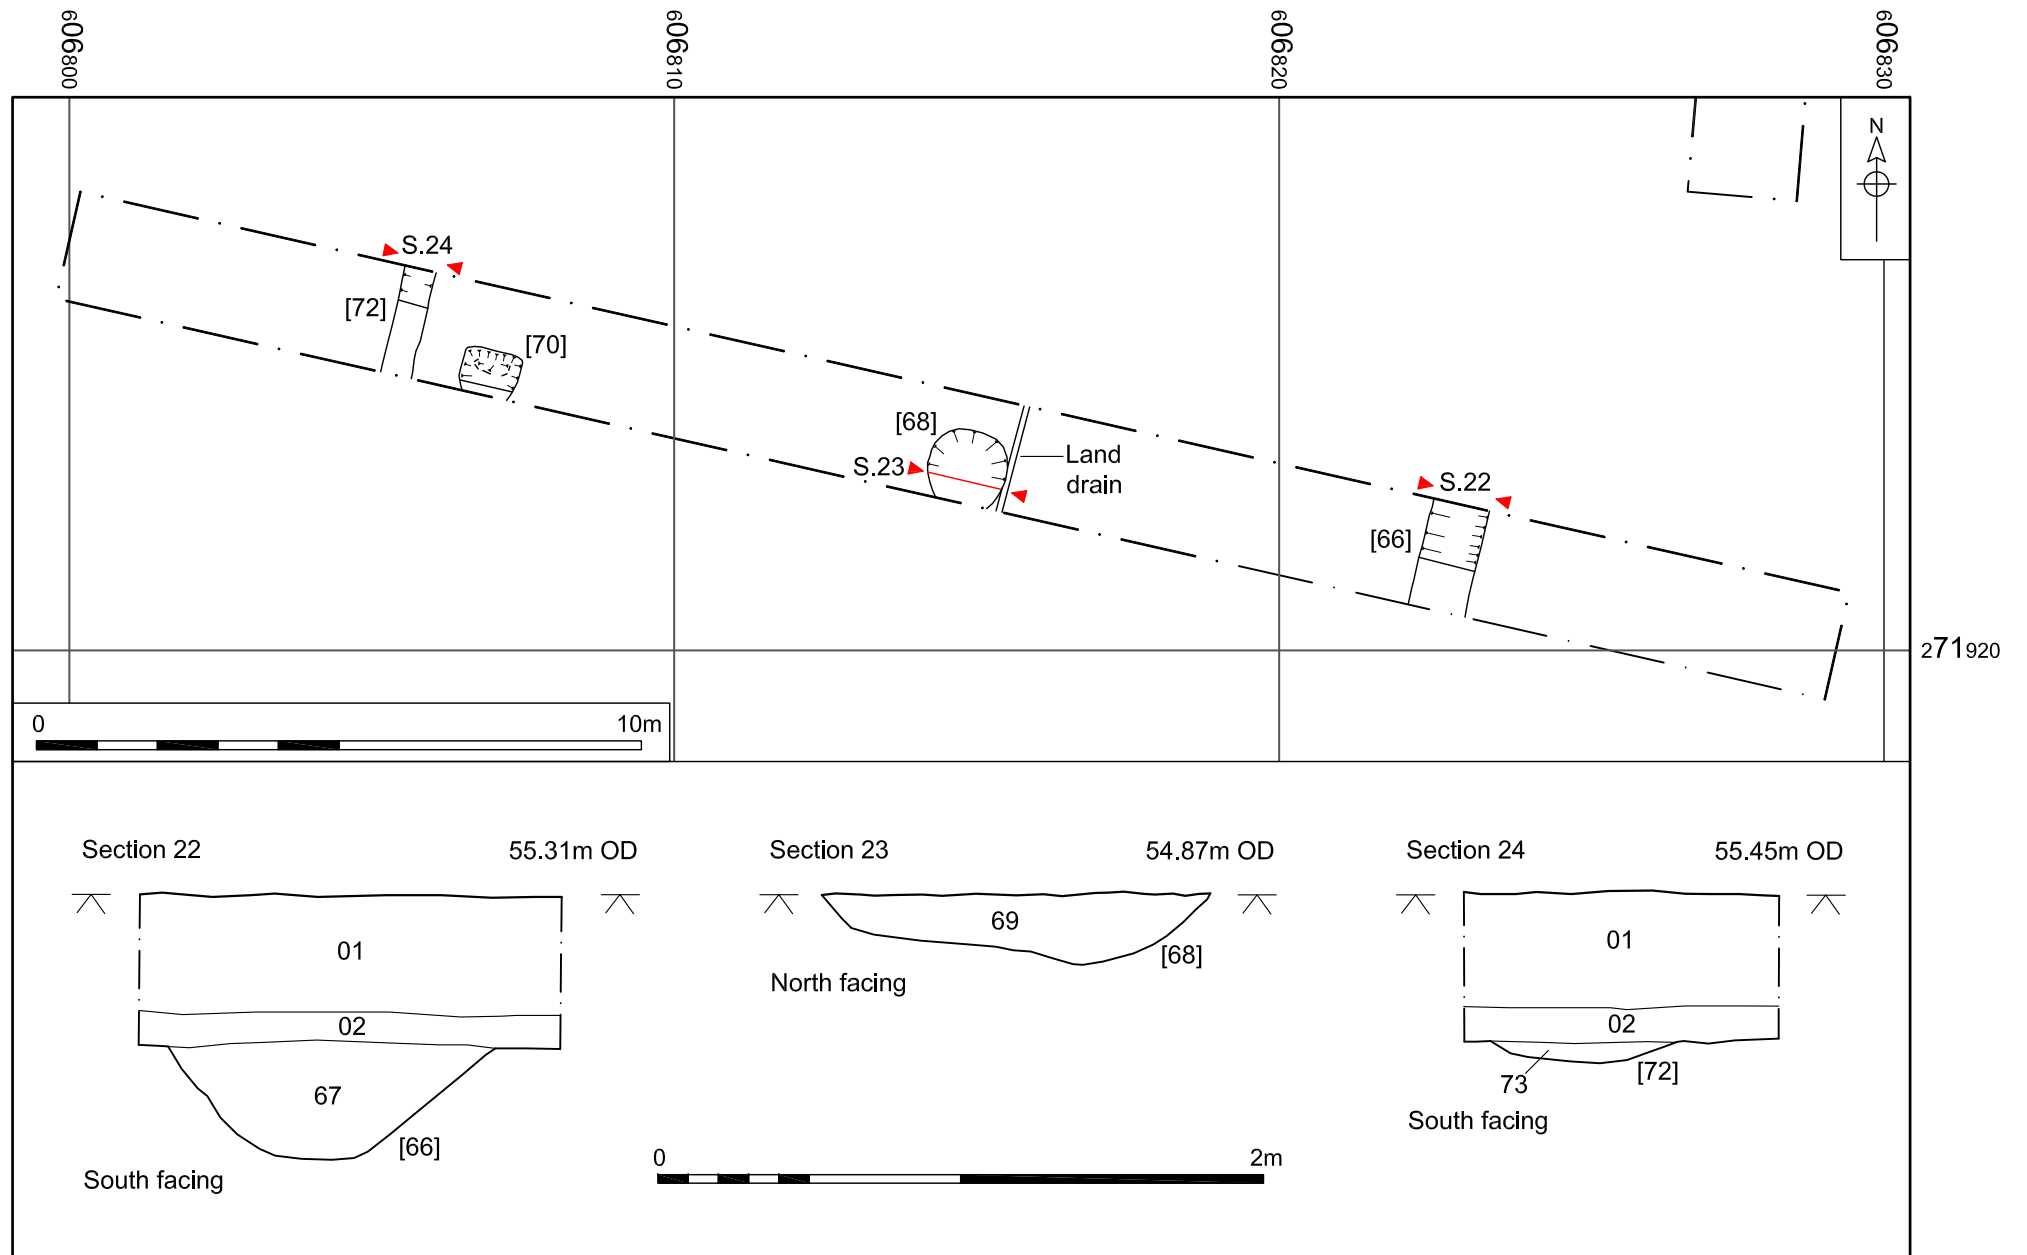 606800
606810
606820
606830
N
S.24
[72]
[70]
[68]
S.23
Land
drain
S.22
[66]
271920
0 10m
Section 22 55.31m OD
01
02
67
[66]
South facing
Section 23 54.87m OD
69
[68]
North facing
Section 24 55.45m OD
01
02
73
[72]
South facing
0 2m